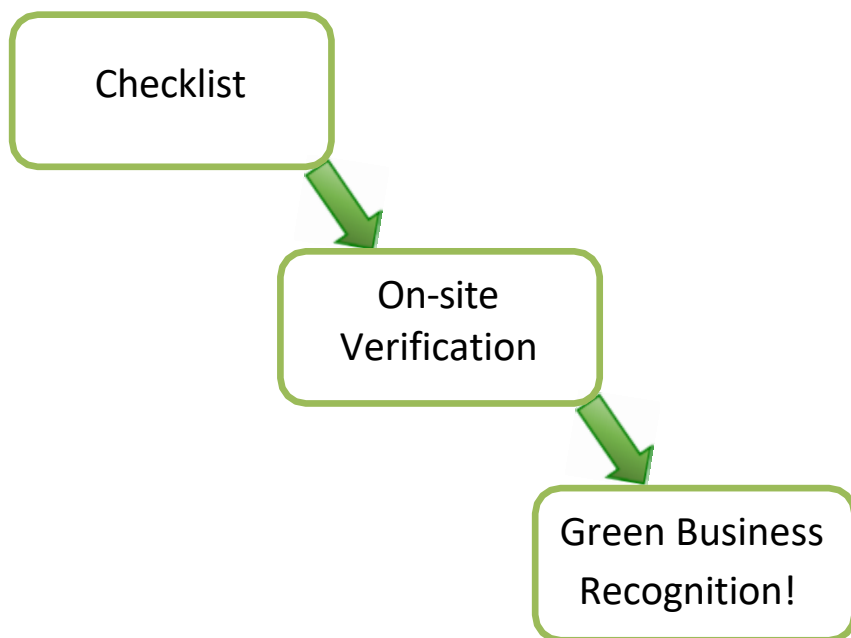 Checklist
On-site
Verification
Green Business
Recognition!